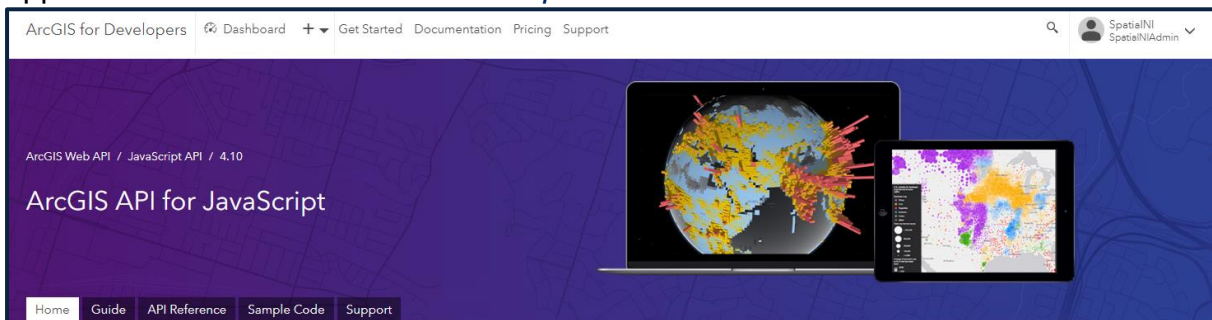 ArcGIS for Developers Dashboard Get Started Documentation Pricing Support SpatialNI
SpatialNIAdmin
ArcGIS Web API / JavaScript API / 4.10
ArcGIS API for JavaScript
Home Guide API Reference Sample Code Support